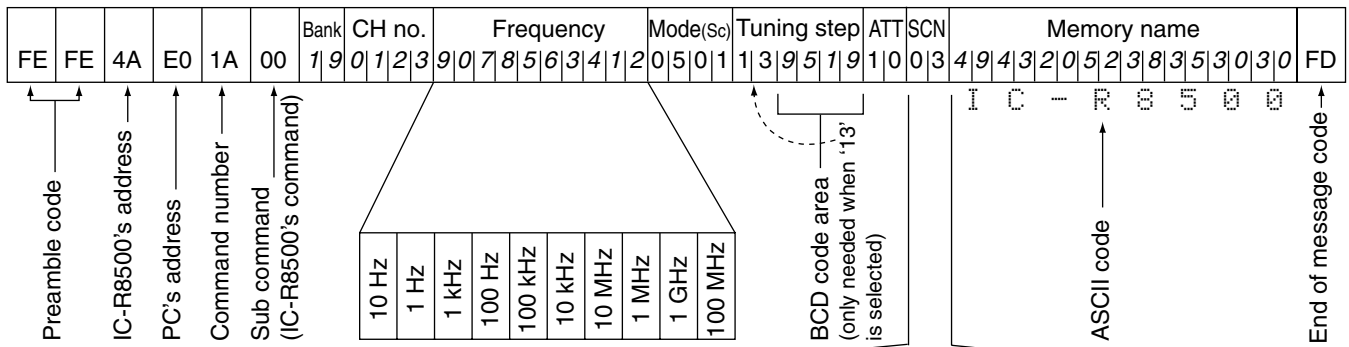 Bank CH no. Frequency Mode(Sc) Tuning step ATT SCN Memory name
FE FE 4A E0 1A 00 1 9 0 1 2 3 9 0 7 8 5 6 3 4 1 2 0 5 0 1 1 3 9 5 1 9 1 0 0 3 4 9 4 3 2 0 5 2 3 8 3 5 3 0 3 0 FD
I C - R 8 5 0 0
Preamble code
IC-R8500's address
PC's address
Command number
Sub command
(IC-R8500's command)
10 Hz
1 Hz
1 kHz
100 Hz
100 kHz
10 kHz
10 MHz
1 MHz
1 GHz
100 MHz
BCD code area
(only needed when '13'
is selected)
ASCII code
End of message code